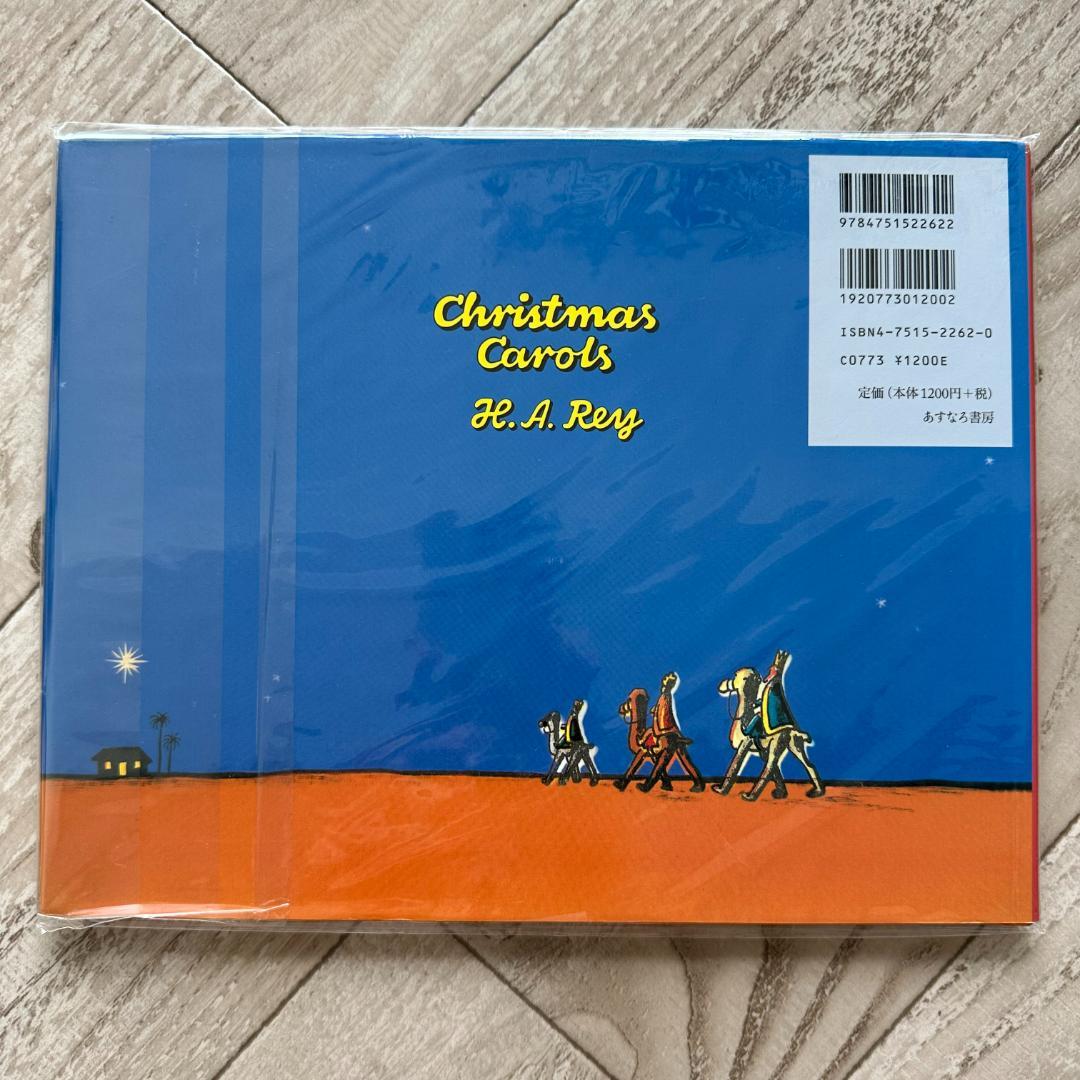 Christmas
Carols
H. A. Rey
9784751522622
1920773012002
ISBN4-7515-2262-0
C0773 ¥1200E
定価(本体1200円+税)
あすなろ書房